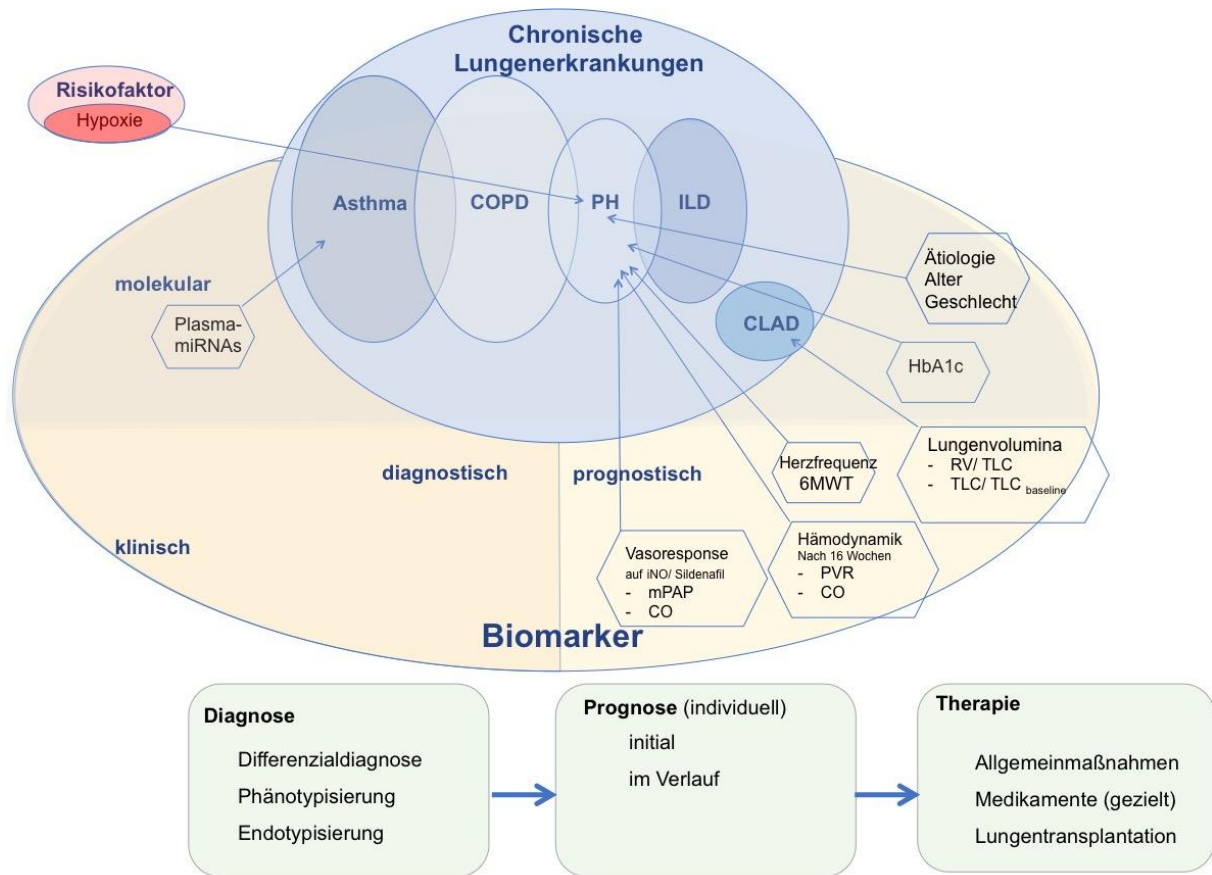 Chronische
Lungenerkrankungen
Risikofaktor
Hypoxie
Asthma
COPD
PH
ILD
CLAD
molekular
Plasma-
miRNAs
Ätiologie
Alter
Geschlecht
HbA1c
diagnostisch
prognostisch
klinisch
Herzfrequenz
6MWT
Lungenvolumina
- RV/ TLC
- TLC/ TLC baseline
Vasoresponse
auf iNO/ Sildenafil
- mPAP
- CO
Hämodynamik
Nach 16 Wochen
- PVR
- CO
Biomarker
Diagnose
Differenzialdiagnose
Phänotypisierung
Endotypisierung
Prognose (individuell)
initial
im Verlauf
Therapie
Allgemeinmaßnahmen
Medikamente (gezielt)
Lungentransplantation